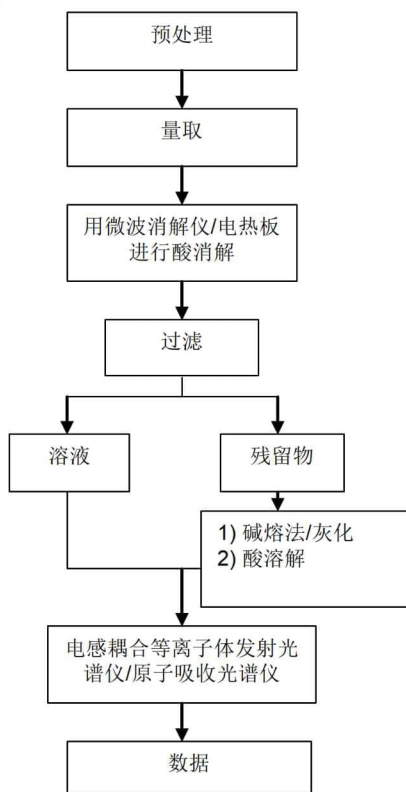 预处理
量取
用微波消解仪/电热板
进行酸消解
过滤
溶液
残留物
1) 碱熔法/灰化
2) 酸溶解
电感耦合等离子体发射光
谱仪/原子吸收光谱仪
数据